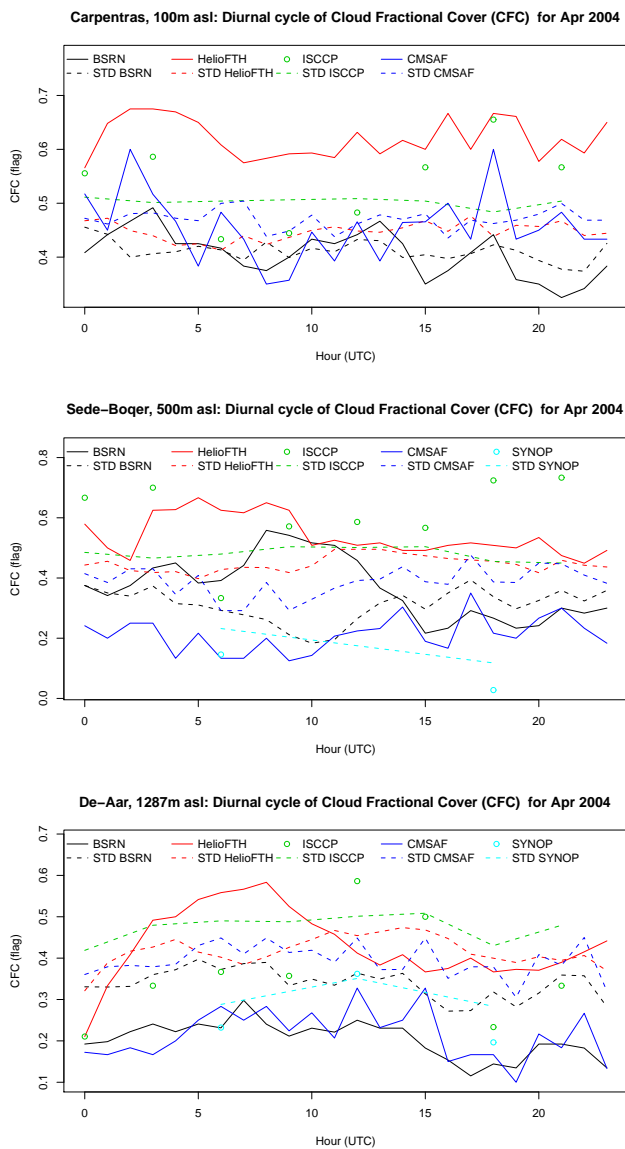 Carpentras, 100m asl: Diurnal cycle of Cloud Fractional Cover (CFC) for Apr 2004
BSRN HelioFTH ISCCP CMSAF
STD BSRN STD HelioFTH STD ISCCP STD CMSAF
CFC (flag)
0.7
0.6
0.5
0.4
0 5 10 15 20
Hour (UTC)
Sede−Boqer, 500m asl: Diurnal cycle of Cloud Fractional Cover (CFC) for Apr 2004
BSRN HelioFTH ISCCP CMSAF SYNOP
STD BSRN STD HelioFTH STD ISCCP STD CMSAF STD SYNOP
CFC (flag)
0.8
0.6
0.4
0.2
0.0
0 5 10 15 20
Hour (UTC)
De−Aar, 1287m asl: Diurnal cycle of Cloud Fractional Cover (CFC) for Apr 2004
BSRN HelioFTH ISCCP CMSAF SYNOP
STD BSRN STD HelioFTH STD ISCCP STD CMSAF STD SYNOP
CFC (flag)
0.7
0.6
0.5
0.4
0.3
0.2
0.1
0 5 10 15 20
Hour (UTC)